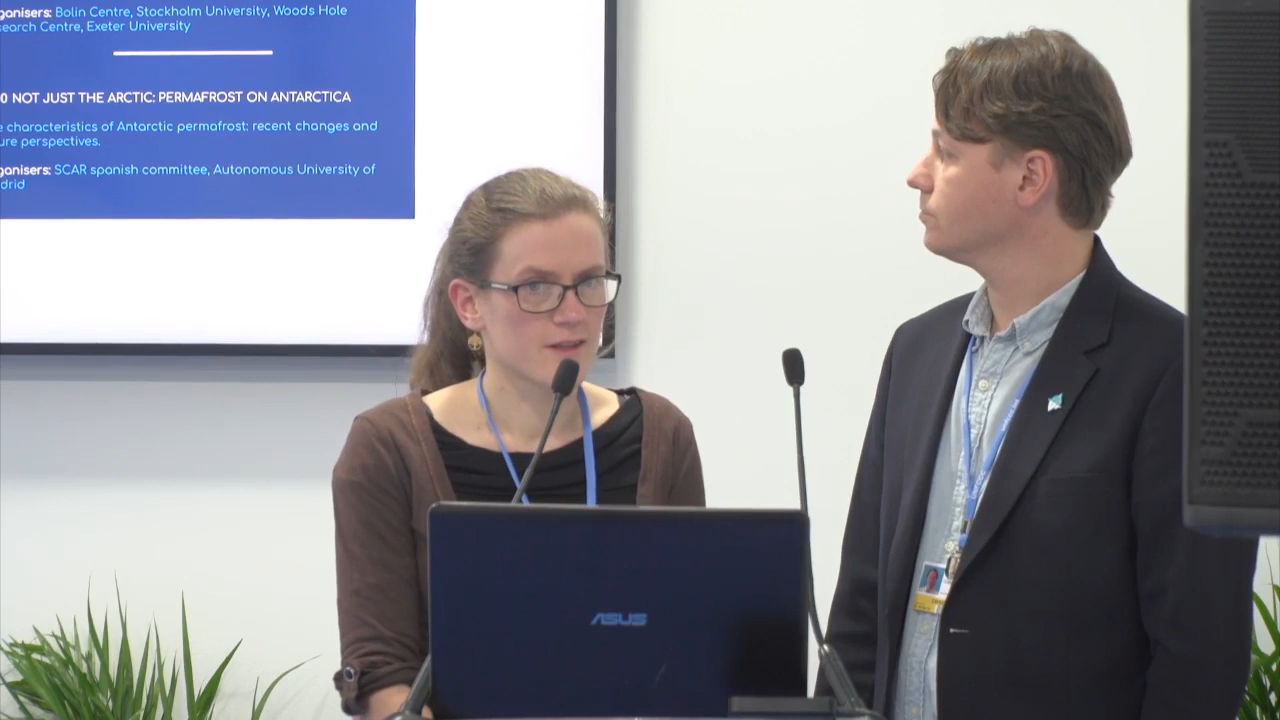 ganisers: Bolin Centre, Stockholm University, Woods Hole
search Centre, Exeter University
0 NOT JUST THE ARCTIC: PERMAFROST ON ANTARCTICA
e characteristics of Antarctic permafrost: recent changes and
ure perspectives.
ganisers: SCAR spanish committee, Autonomous University of
drid
ASUS